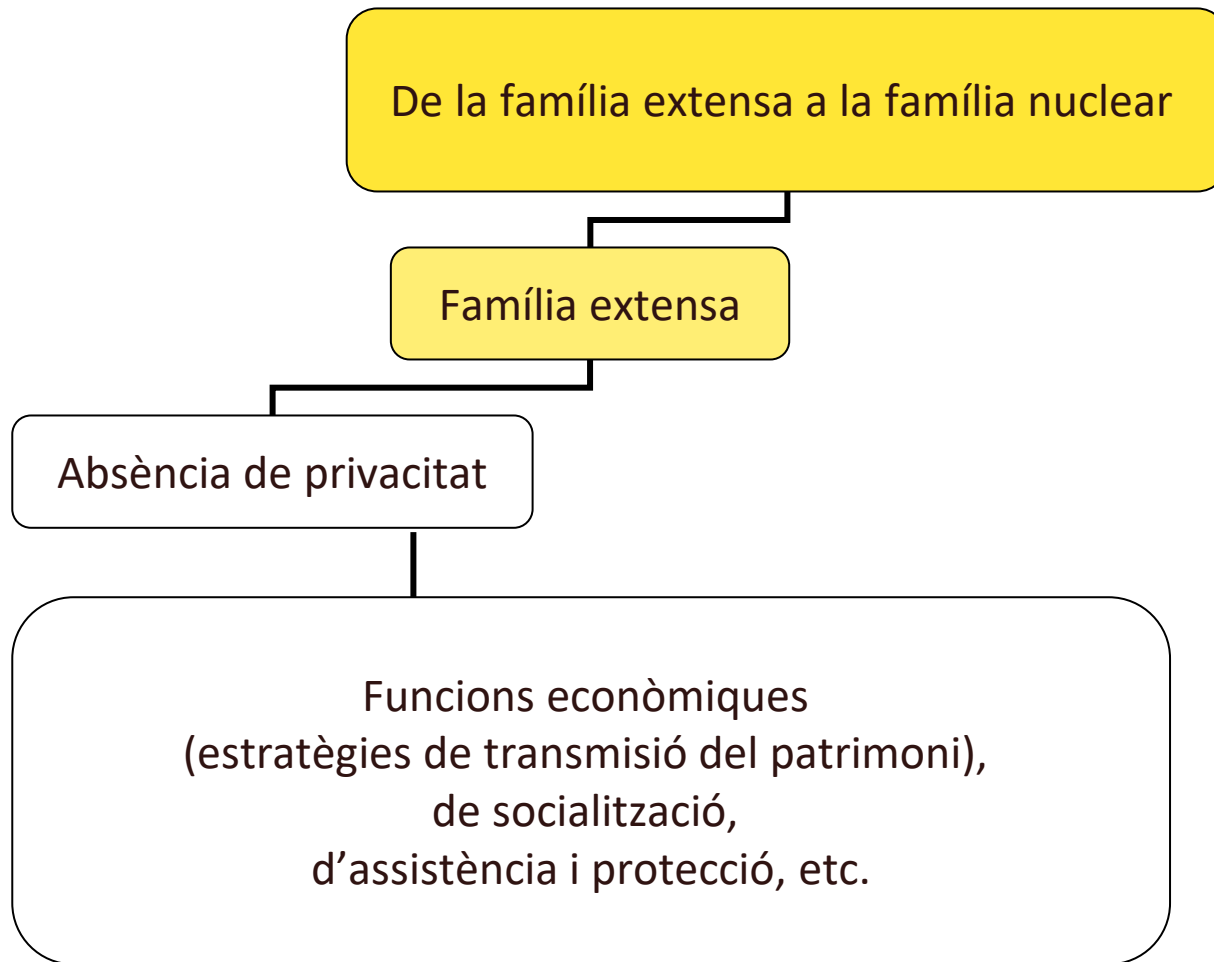 De la família extensa a la família nuclear
Família extensa
Absència de privacitat
Funcions econòmiques
(estratègies de transmisió del patrimoni),
de socialització,
d’assistència i protecció, etc.